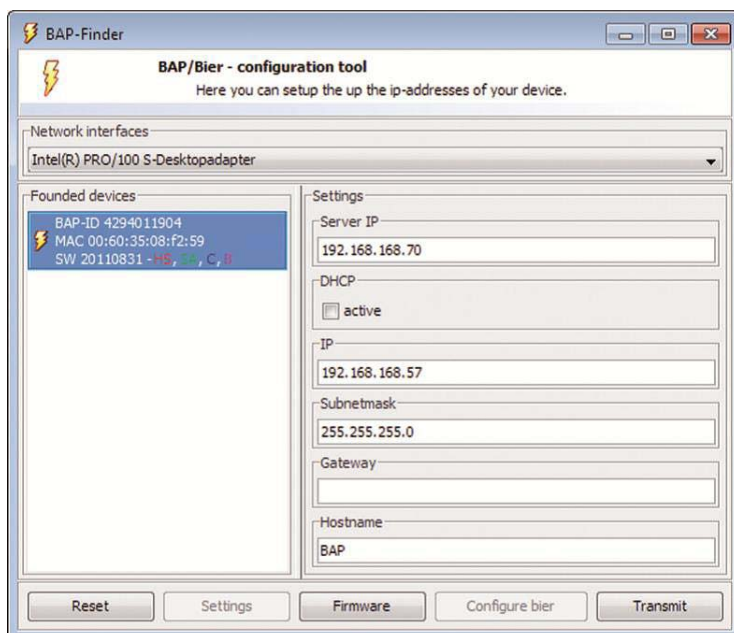 BAP-Finder
BAP/Bier - configuration tool
Here you can setup the up the ip-addresses of your device.
Network interfaces
Intel(R) PRO/100 S-Desktopadapter
Founded devices
BAP-ID 4294011904
MAC 00:60:35:08:f2:59
SW 20110831 - HS, SA, C, B
Settings
Server IP
192.168.168.70
DHCP
active
IP
192.168.168.57
Subnetmask
255.255.255.0
Gateway
Hostname
BAP
Reset Settings Firmware Configure bier Transmit